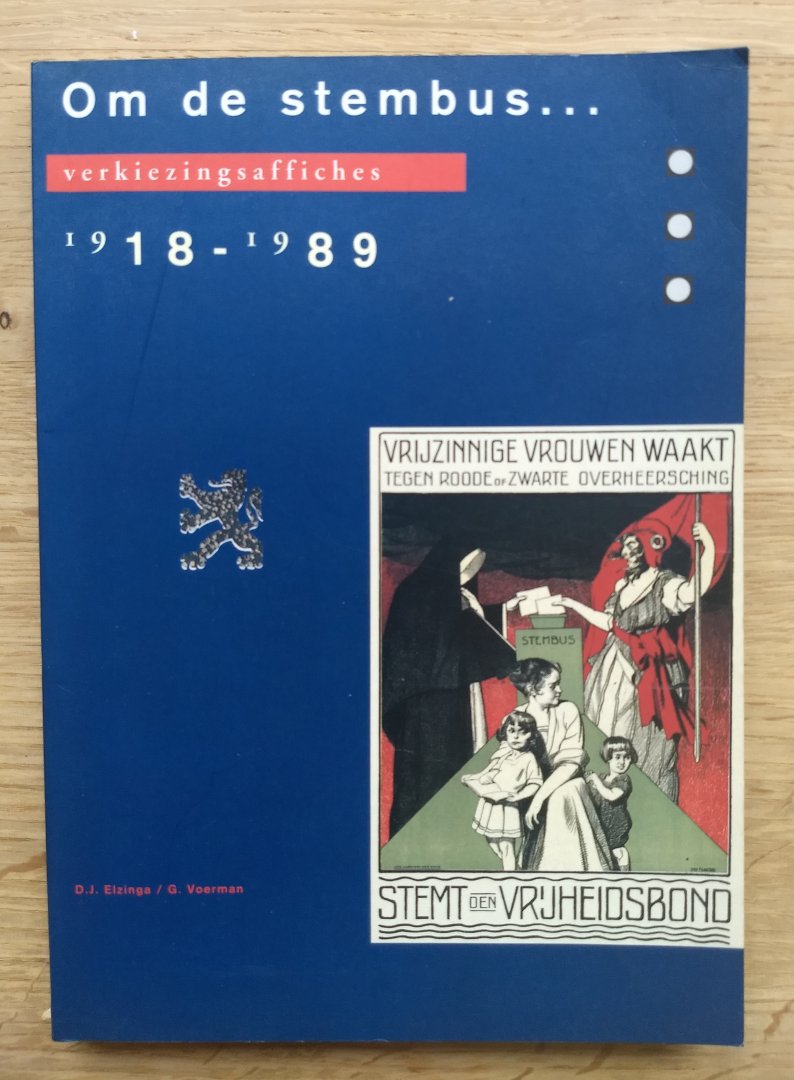 Om de stembus...
verkiezingsaffiches
1918-1989
VRIJZINNIGE VROUWEN WAAKT
TEGEN ROODE OF ZWARTE OVERHEERSCHING
STEMBUS
STEMT DEN VRIJHEIDSBOND
D.J. Elzinga / G. Voerman